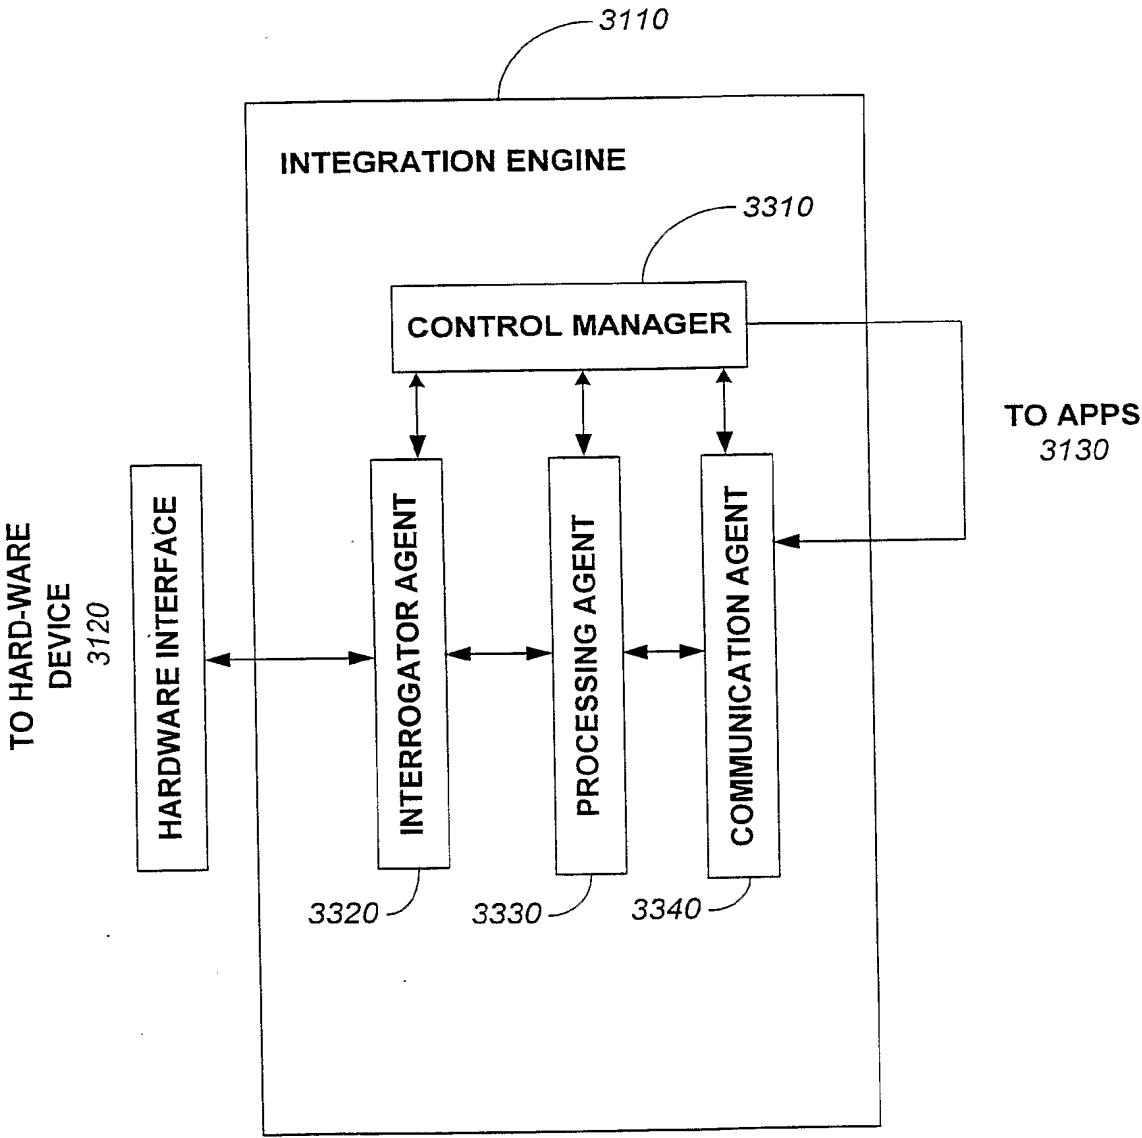 3110
INTEGRATION ENGINE
3310
CONTROL MANAGER
TO APPS
3130
TO HARD-WARE
DEVICE
3120
HARDWARE INTERFACE
INTERROGATOR AGENT
PROCESSING AGENT
COMMUNICATION AGENT
3320
3330
3340